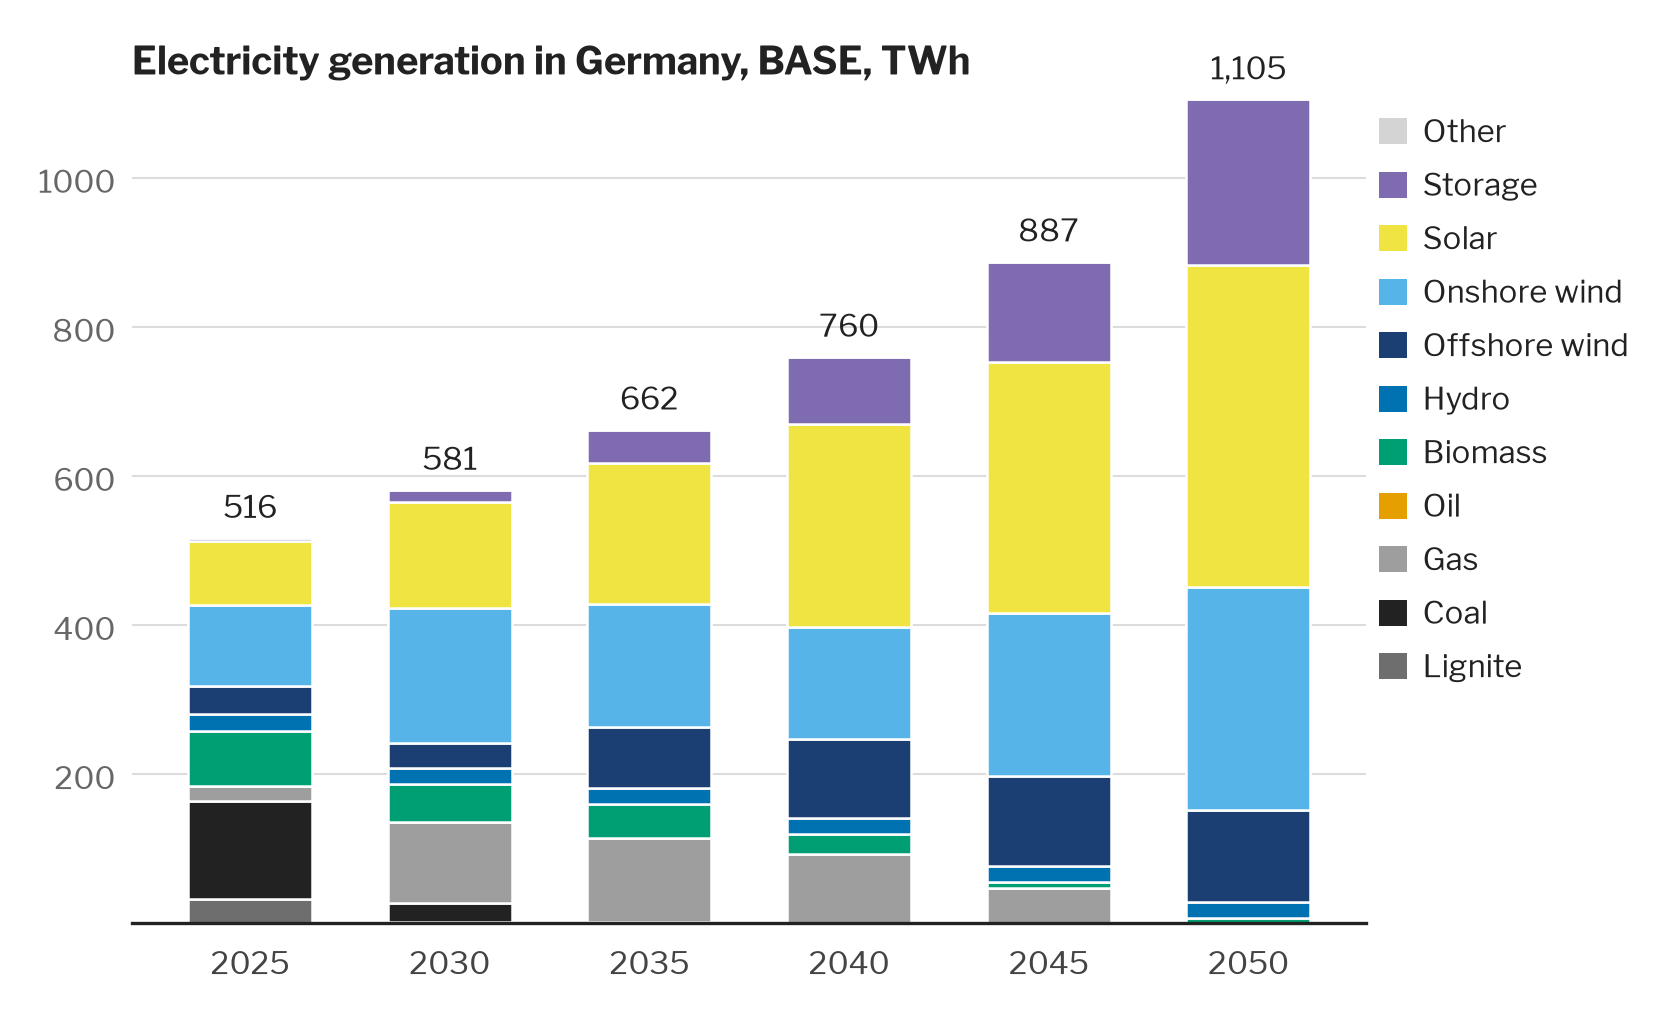 Electricity generation in Germany, BASE, TWh
1,105
1000
887
800
760
662
600
581
516
400
200
2025
2030
2035
2040
2045
2050
Other
Storage
Solar
Onshore wind
Offshore wind
Hydro
Biomass
Oil
Gas
Coal
Lignite